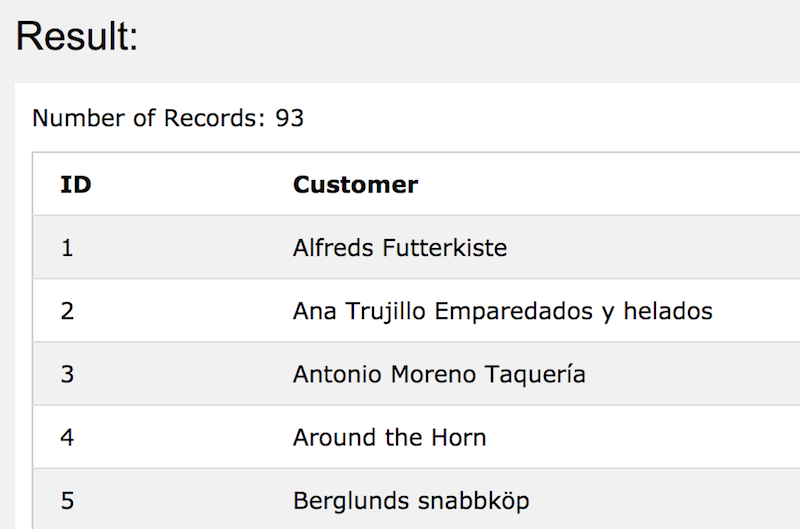 Result:
Number of Records: 93
ID Customer
1 Alfreds Futterkiste
2 Ana Trujillo Emparedados y helados
3 Antonio Moreno Taquería
4 Around the Horn
5 Berglunds snabbköp